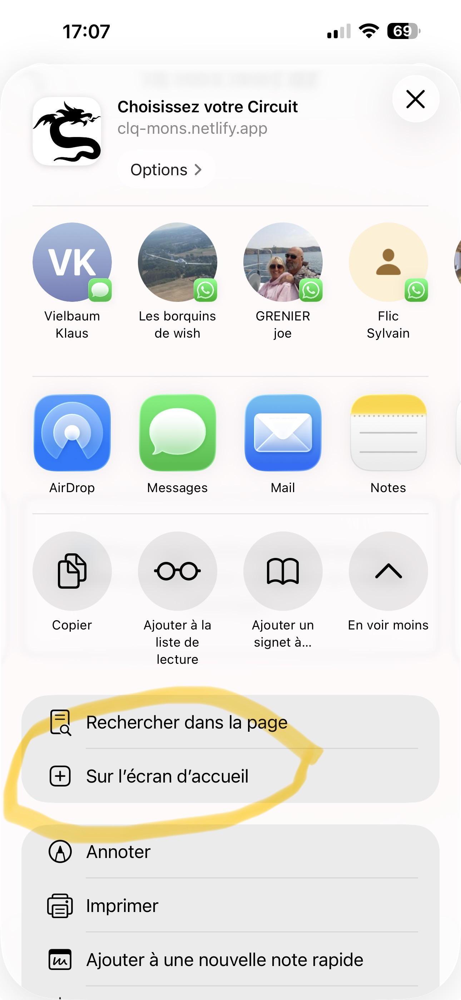 17:07
69
Choisissez votre Circuit
clq-mons.netlify.app
Options
VK
Vielbaum
Klaus
Les borquins
de wish
GRENIER
joe
Flic
Sylvain
AirDrop
Messages
Mail
Notes
Copier
Ajouter à la
liste de
lecture
Ajouter un
signet à...
En voir moins
Rechercher dans la page
Sur l’écran d’accueil
Annoter
Imprimer
Ajouter à une nouvelle note rapide